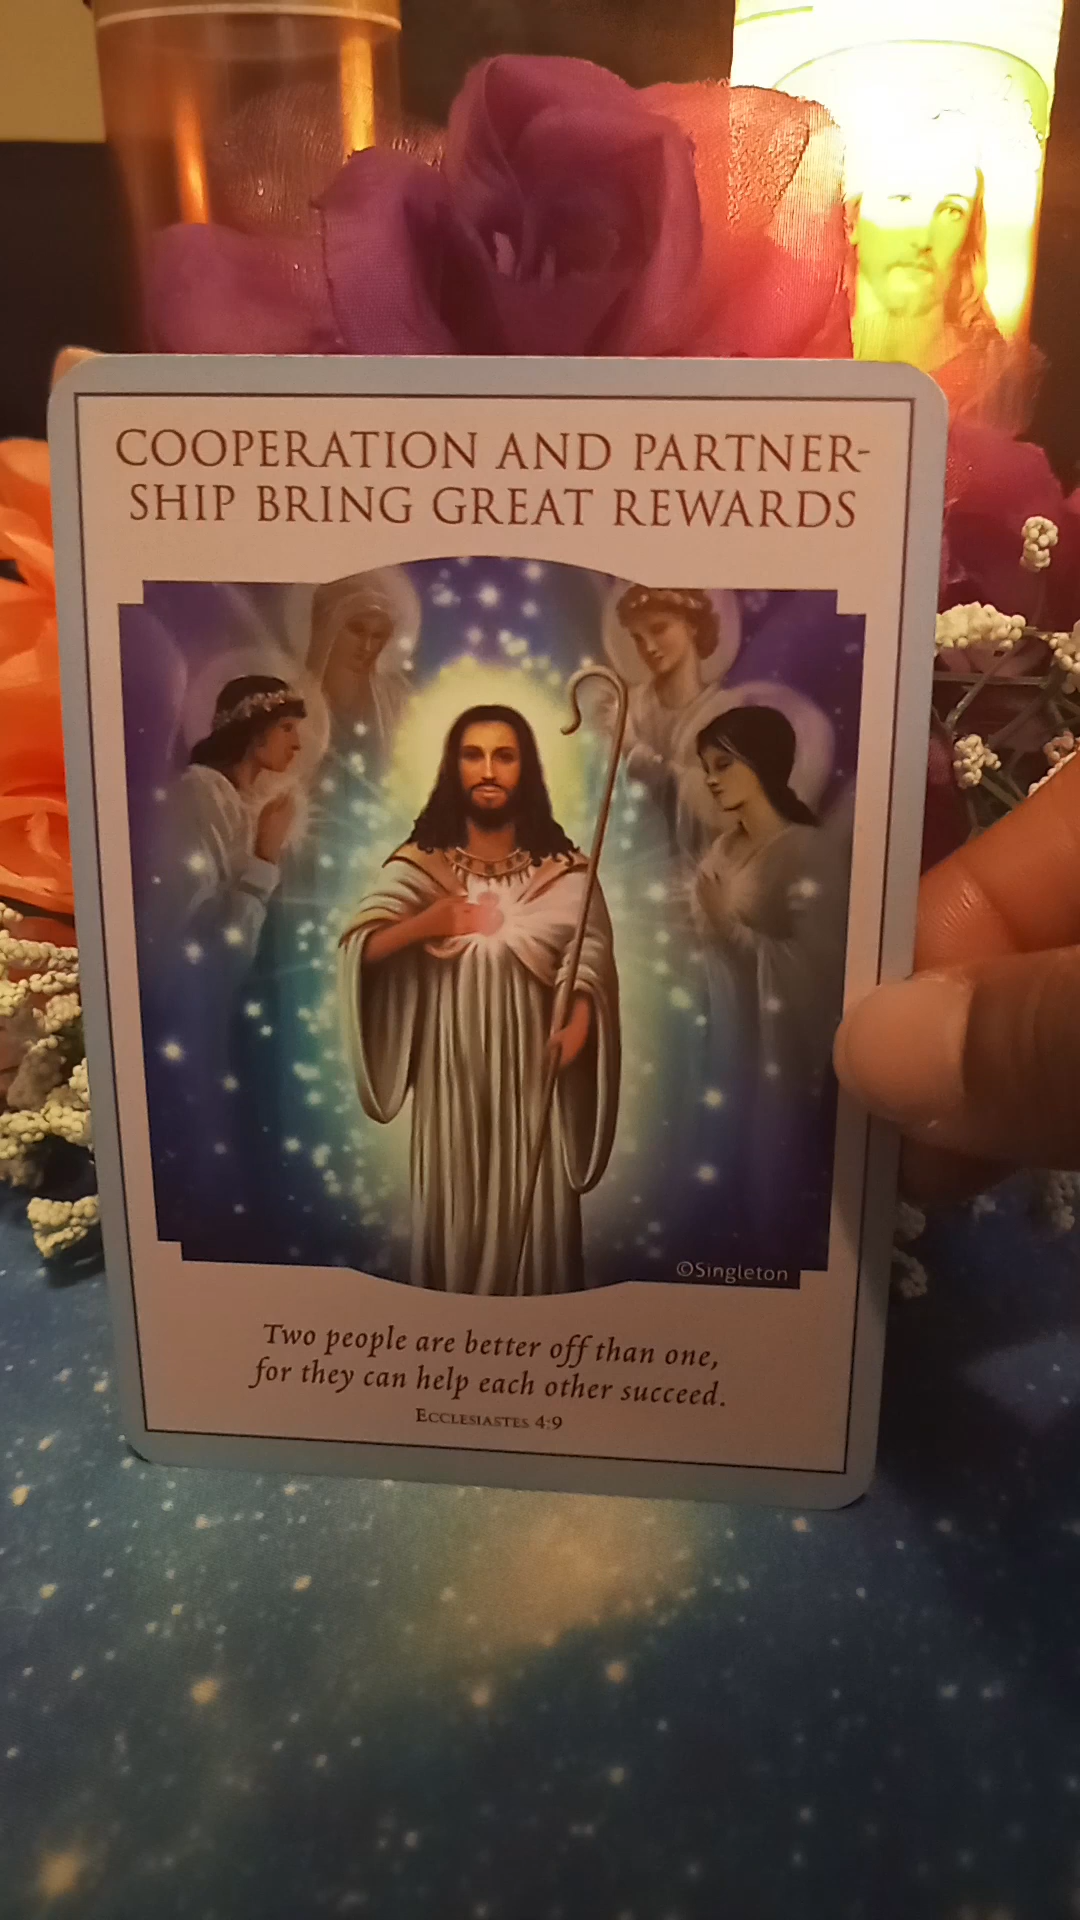 COOPERATION AND PARTNER-
SHIP BRING GREAT REWARDS
©Singleton
Two people are better off than one,
for they can help each other succeed.
ECCLESIASTES 4:9